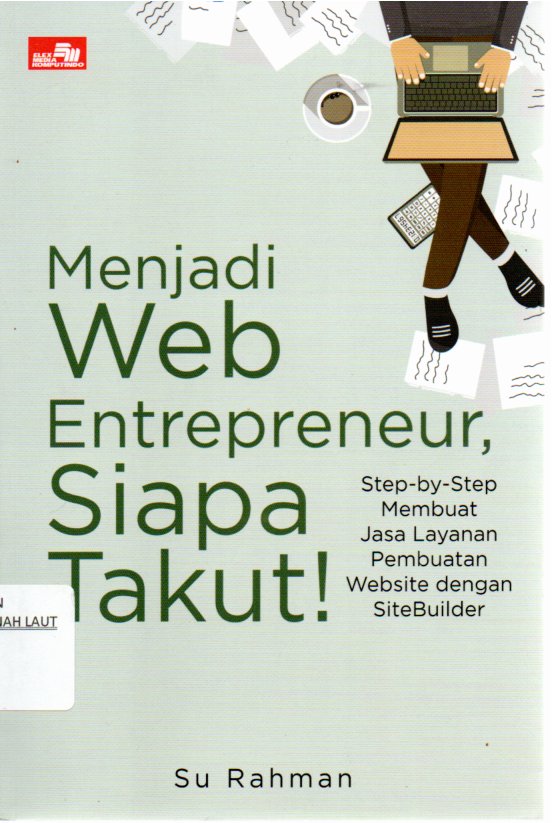 ELEX
MEDIA
KOMPUTINDO
Menjadi
Web
Entrepreneur,
Siapa
Takut!
Step-by-Step
Membuat
Jasa Layanan
Pembuatan
Website dengan
SiteBuilder
NAH LAUT
Su Rahman